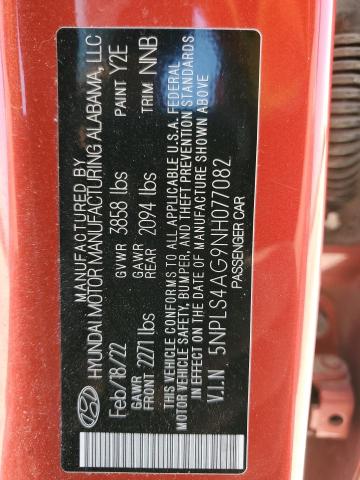 MANUFACTURED BY
HYUNDAI MOTOR MANUFACTURING ALABAMA, LLC
Feb/18/22 GVWR 3858 lbs PAINT Y2E
GAWR FRONT 2271 lbs GAWR REAR 2094 lbs TRIM NNB
THIS VEHICLE CONFORMS TO ALL APPLICABLE U.S.A. FEDERAL
MOTOR VEHICLE SAFETY, BUMPER, AND THEFT PREVENTION STANDARDS
IN EFFECT ON THE DATE OF MANUFACTURE SHOWN ABOVE
V.I.N 5NPLS4AG9NH077082
PASSENGER CAR